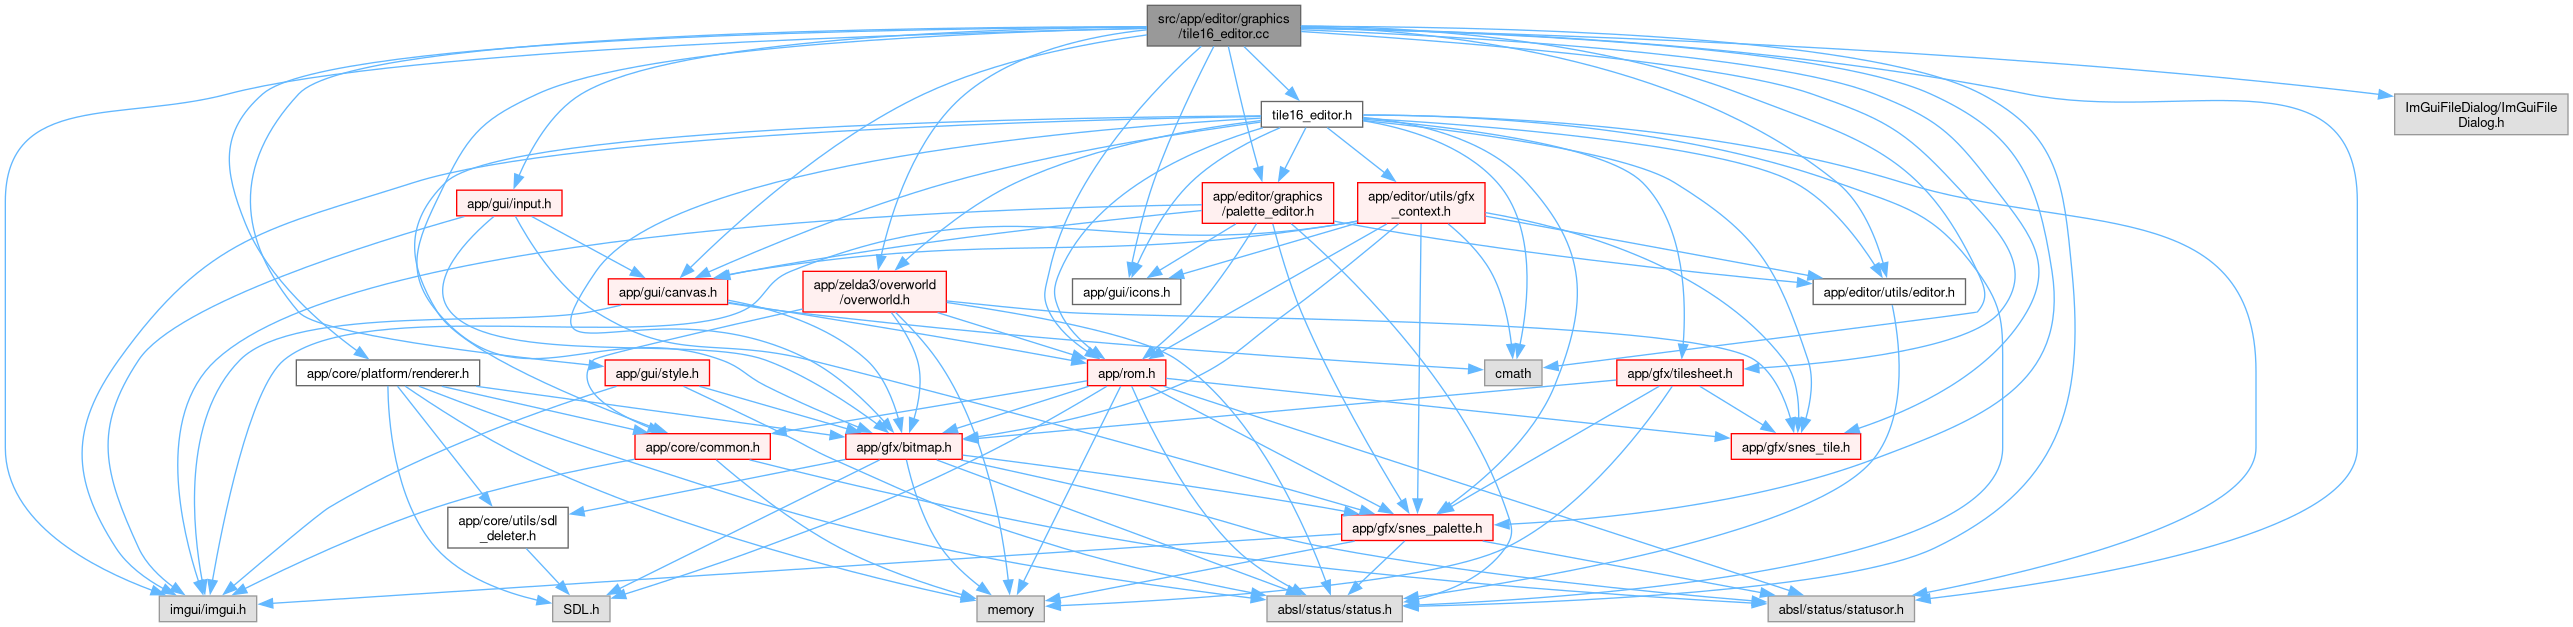 src/app/editor/graphics
/tile16_editor.cc
ImGuiFileDialog/ImGuiFile
Dialog.h
tile16_editor.h
app/gui/input.h
app/editor/graphics
/palette_editor.h
app/editor/utils/gfx
_context.h
app/gui/canvas.h
app/zelda3/overworld
/overworld.h
app/gui/icons.h
app/editor/utils/editor.h
app/core/platform/renderer.h
app/gui/style.h
app/rom.h
cmath
app/gfx/tilesheet.h
app/core/common.h
app/gfx/bitmap.h
app/gfx/snes_tile.h
app/core/utils/sdl
_deleter.h
app/gfx/snes_palette.h
imgui/imgui.h
SDL.h
memory
absl/status/status.h
absl/status/statusor.h